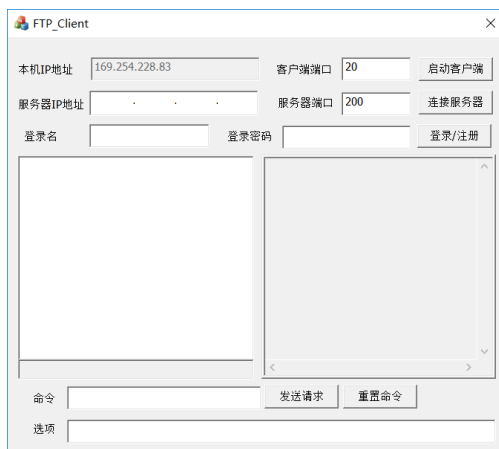 FTP_Client
本机IP地址 169.254.228.83 客户端端口 20 启动客户端
服务器IP地址 . . . 服务器端口 200 连接服务器
登录名 登录密码 登录/注册
命令 发送请求 重置命令
选项